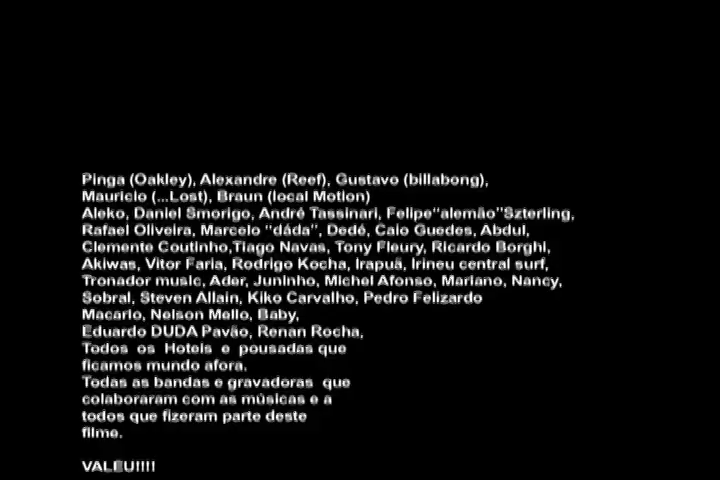 Pinga (Oakley), Alexandre (Reef), Gustavo (billabong),
Mauricio (...Lost), Braun (local Motion)
Aleko, Daniel Smorigo, André Tassinari, Felipe“alemão”Szterling,
Rafael Oliveira, Marcelo “dáda”, Dedé, Caio Guedes, Abdul,
Clemente Coutinho,Tiago Navas, Tony Fleury, Ricardo Borghi,
Akiwas, Vitor Faria, Rodrigo Kocha, Irapuã, Irineu central surf,
Tronador music, Ader, Juninho, Michel Afonso, Mariano, Nancy,
Sobral, Steven Allain, Kiko Carvalho, Pedro Felizardo
Macario, Nelson Mello, Baby,
Eduardo DUDA Pavão, Renan Rocha,
Todos os Hoteis e pousadas que
ficamos mundo afora.
Todas as bandas e gravadoras que
colaboraram com as músicas e a
todos que fizeram parte deste
filme.
VALEU!!!!